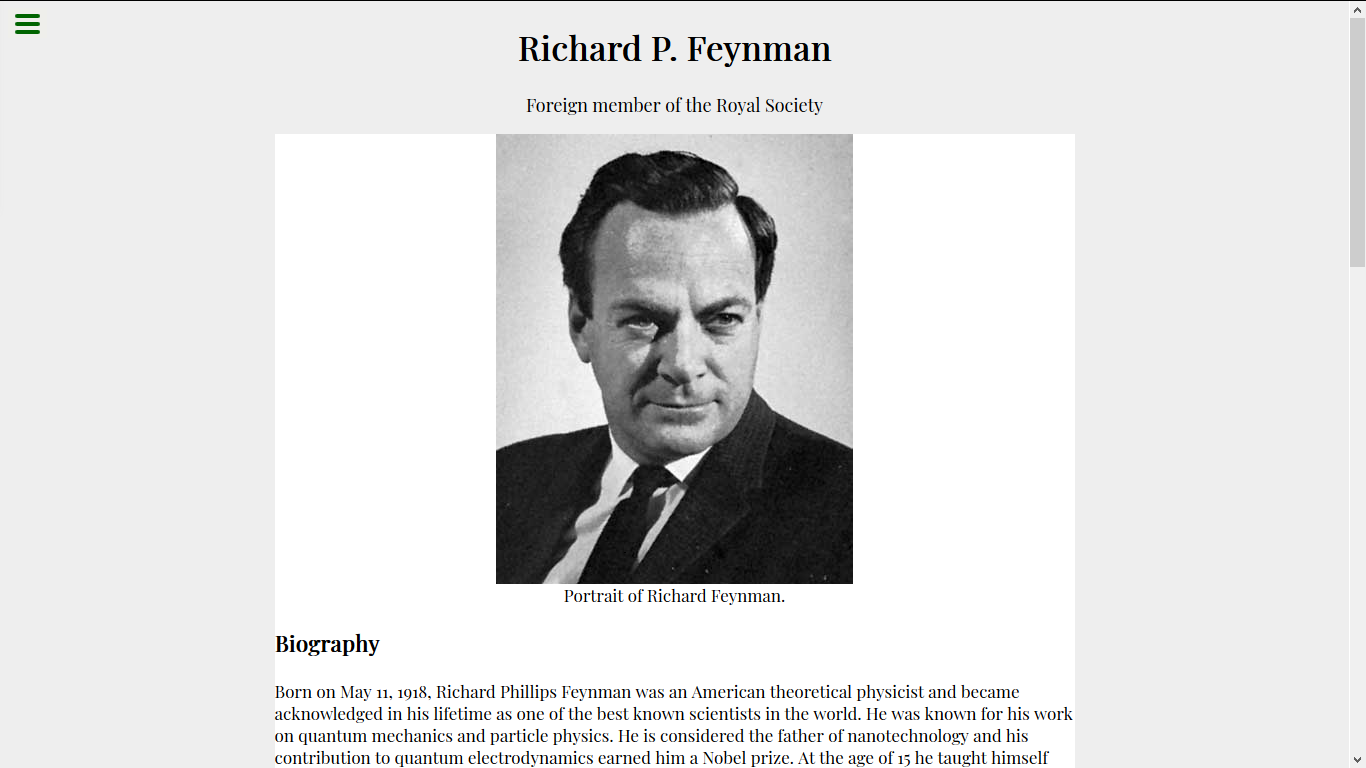 Richard P. Feynman
Foreign member of the Royal Society
Portrait of Richard Feynman.
Biography
Born on May 11, 1918, Richard Phillips Feynman was an American theoretical physicist and became
acknowledged in his lifetime as one of the best known scientists in the world. He was known for his work
on quantum mechanics and particle physics. He is considered the father of nanotechnology and his
contribution to quantum electrodynamics earned him a Nobel prize. At the age of 15 he taught himself